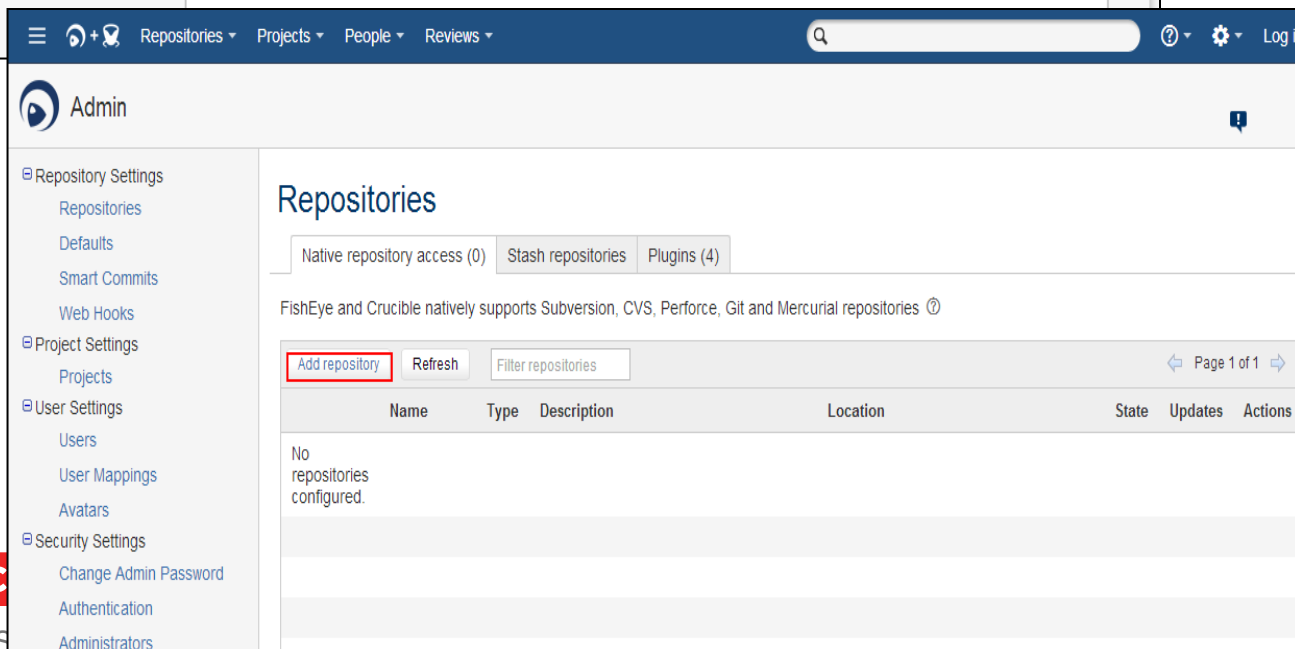 Repositories Projects People Reviews Log i
Admin
Repository Settings
Repositories
Defaults
Smart Commits
Web Hooks
Project Settings
Projects
User Settings
Users
User Mappings
Avatars
Security Settings
Change Admin Password
Authentication
Administrators
Repositories
Native repository access (0) Stash repositories Plugins (4)
FishEye and Crucible natively supports Subversion, CVS, Perforce, Git and Mercurial repositories
Add repository Refresh Filter repositories Page 1 of 1
Name Type Description Location State Updates Actions
No
repositories
configured.